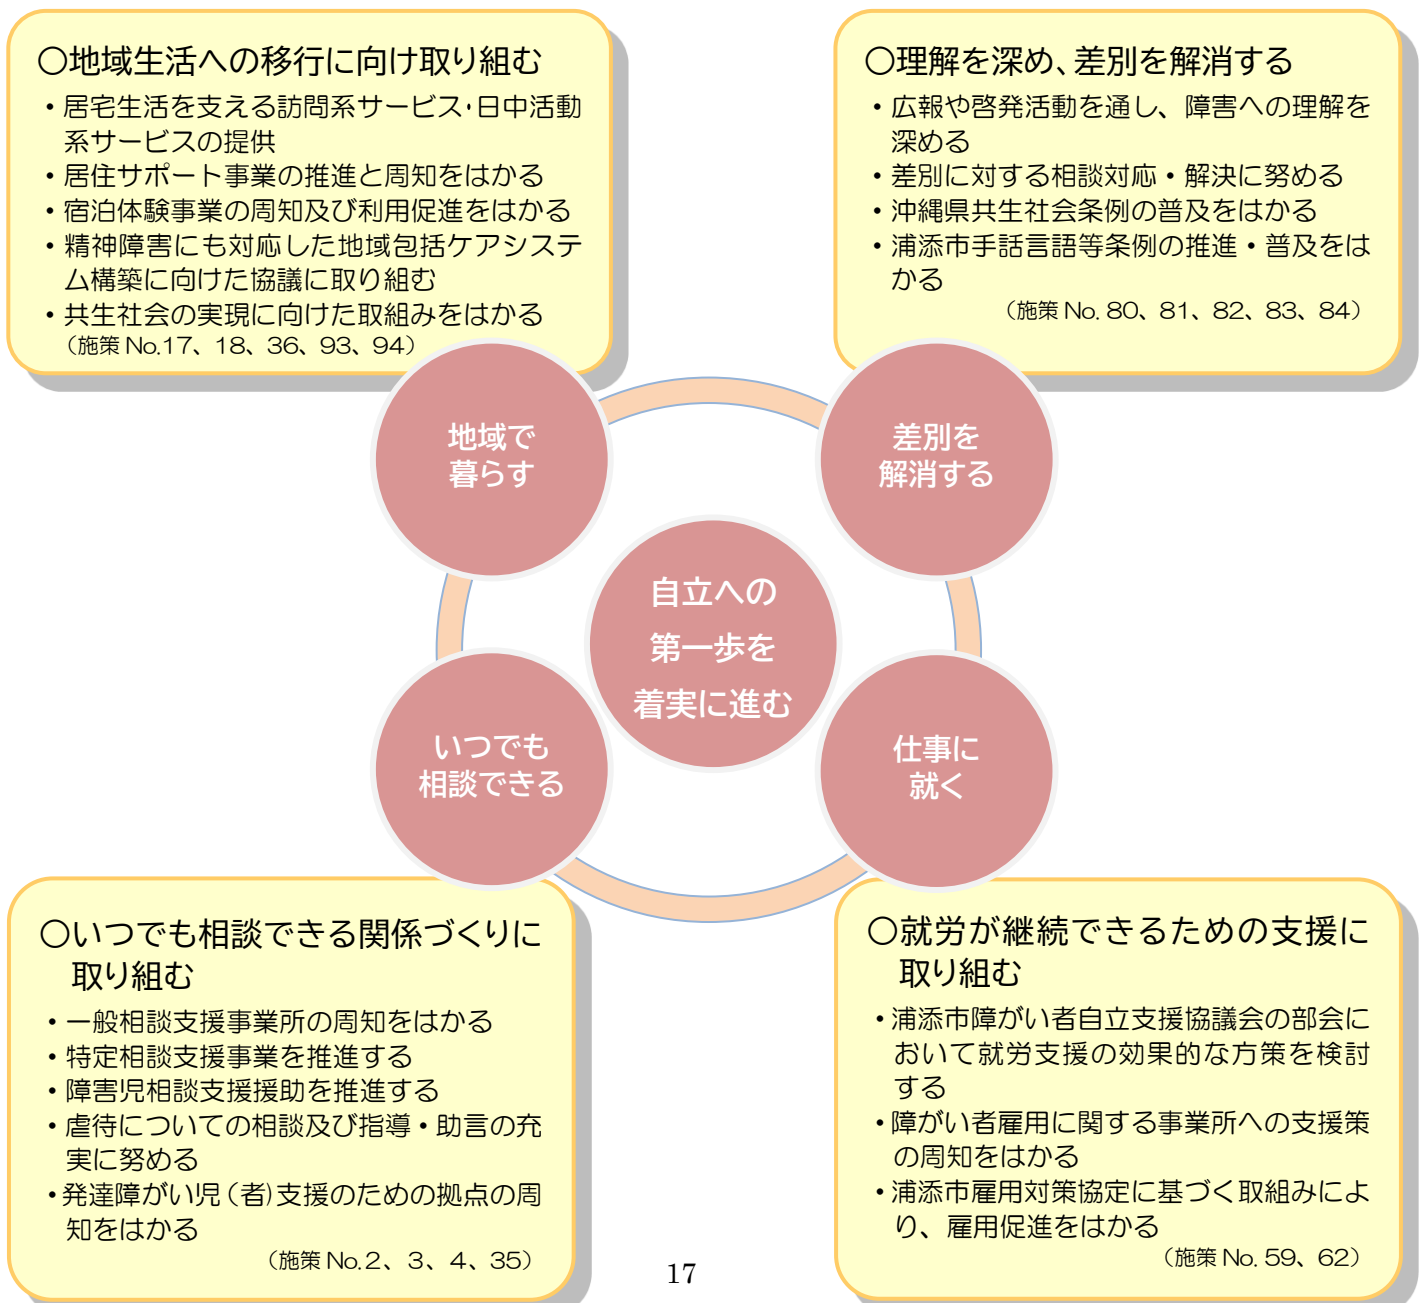 〇地域生活への移行に向け取り組む
・居宅生活を支える訪問系サービス・日中活動
系サービスの提供
・居住サポート事業の推進と周知をはかる
・宿泊体験事業の周知及び利用促進をはかる
・精神障害にも対応した地域包括ケアシステ
ム構築に向けた協議に取り組む
・共生社会の実現に向けた取組みをはかる
（施策 No.17、18、36、93、94）
〇理解を深め、差別を解消する
・広報や啓発活動を通し、障害への理解を
深める
・差別に対する相談対応・解決に努める
・沖縄県共生社会条例の普及をはかる
・浦添市手話言語等条例の推進・普及をは
かる
（施策 No. 80、81、82、83、84）
地域で
暮らす
差別を
解消する
自立への
第一歩を
着実に進む
いつでも
相談できる
仕事に
就く
〇いつでも相談できる関係づくりに
取り組む
・一般相談支援事業所の周知をはかる
・特定相談支援事業を推進する
・障害児相談支援援助を推進する
・虐待についての相談及び指導・助言の充
実に努める
・発達障がい児（者)支援のための拠点の周
知をはかる
（施策 No.2、3、4、35）
〇就労が継続できるための支援に
取り組む
・浦添市障がい者自立支援協議会の部会に
おいて就労支援の効果的な方策を検討
する
・障がい者雇用に関する事業所への支援策
の周知をはかる
・浦添市雇用対策協定に基づく取組みによ
り、雇用促進をはかる
（施策 No. 59、62）
17